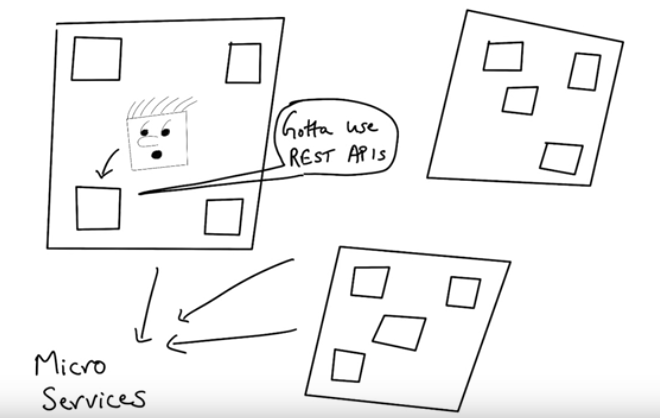 Gotta use
REST APIs
Micro
Services